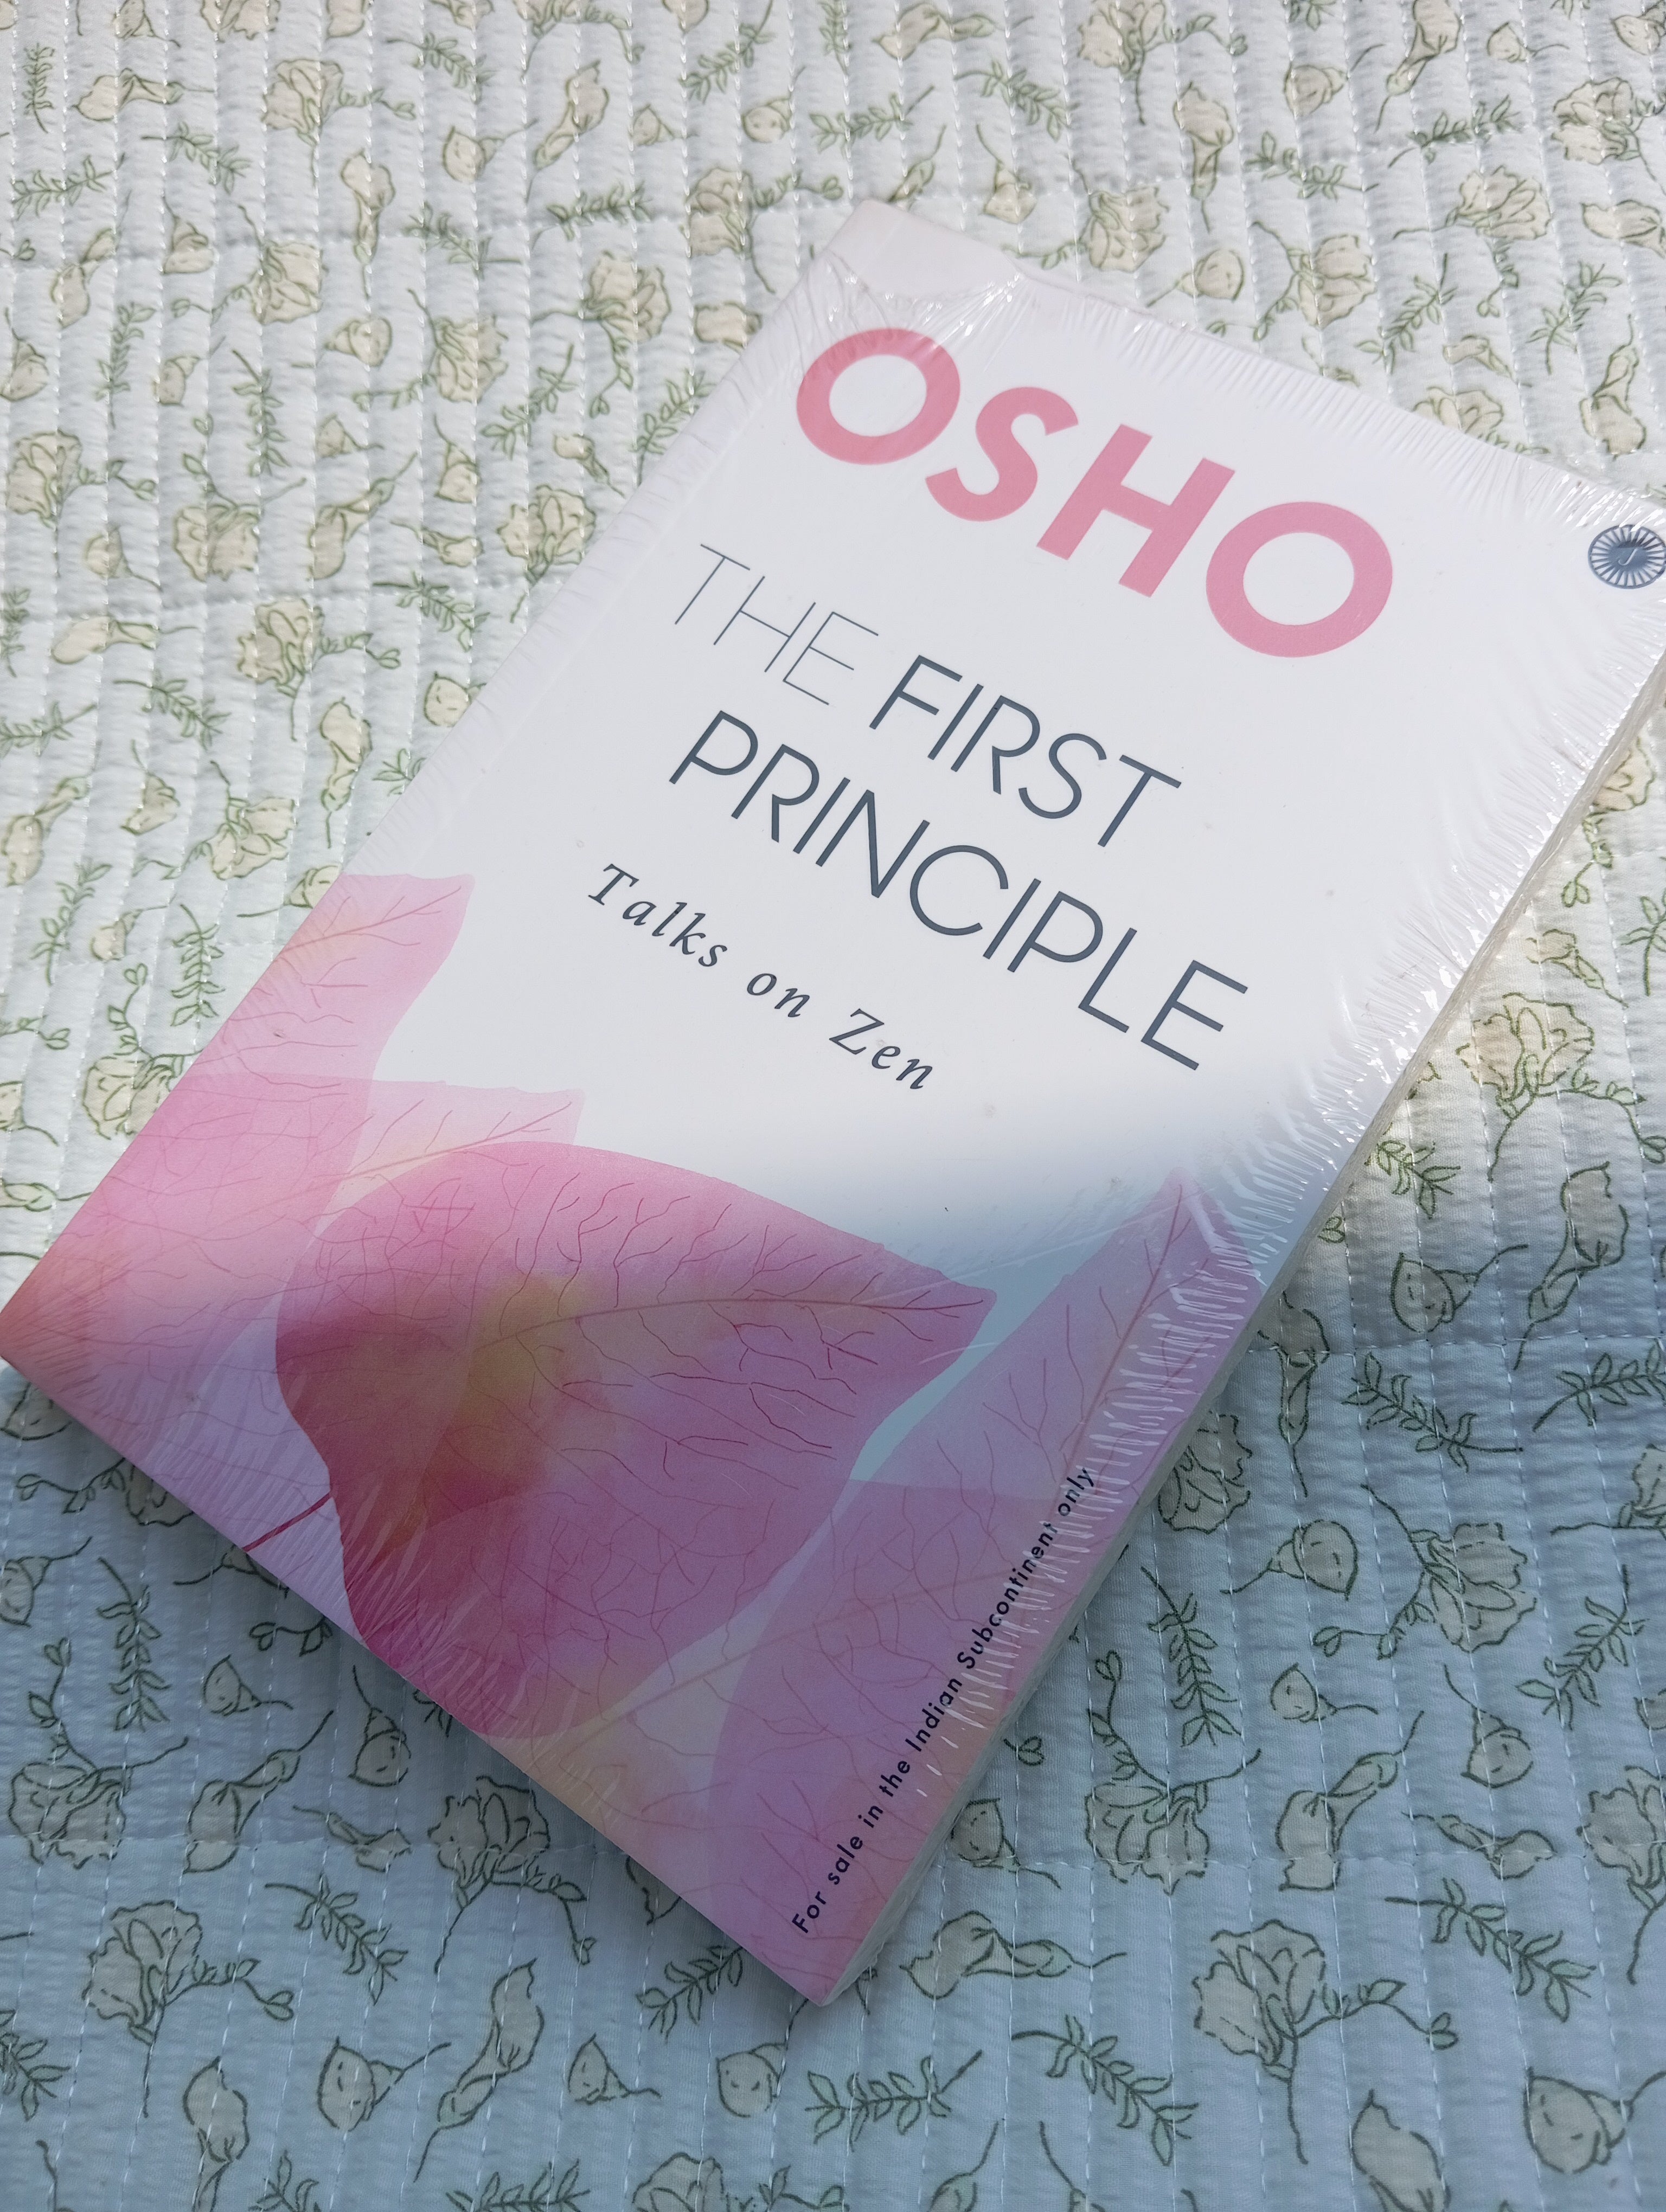 OSHO
THE FIRST
PRINCIPLE
Talks on Zen
For sale in the Indian Subcontinent only